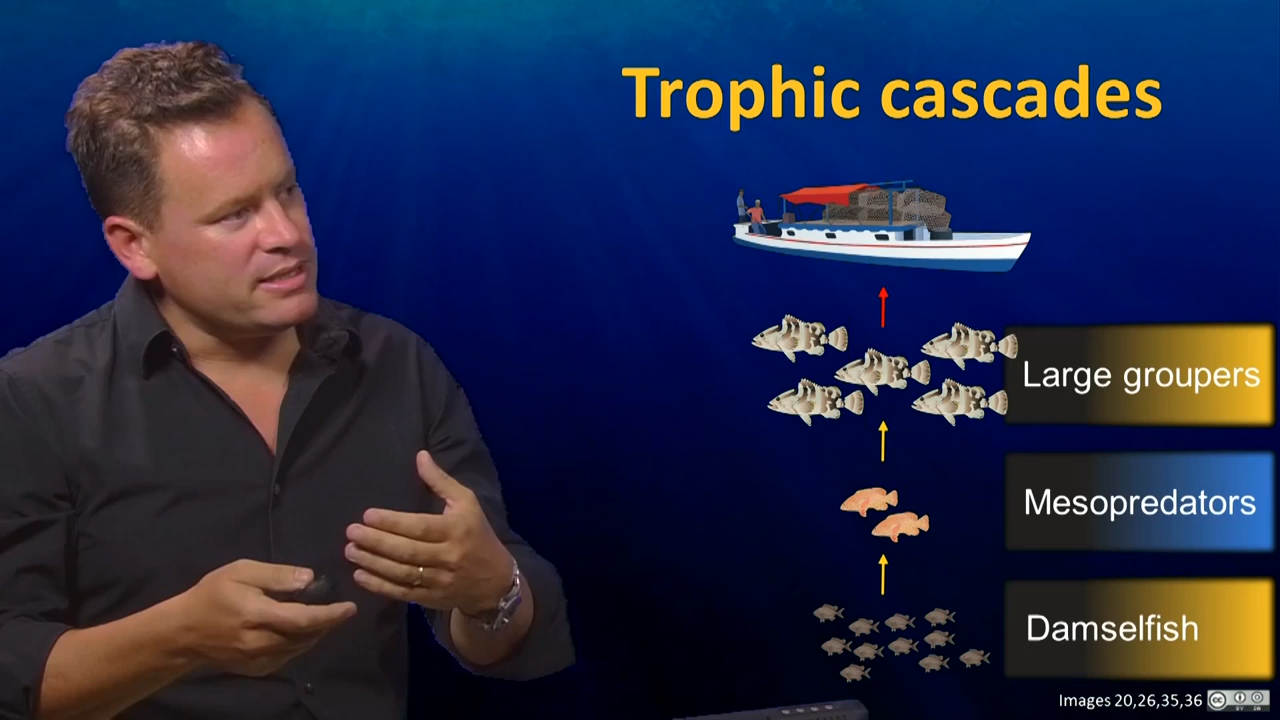 Trophic cascades
Large groupers
Mesopredators
Damselfish
Images 20,26,35,36